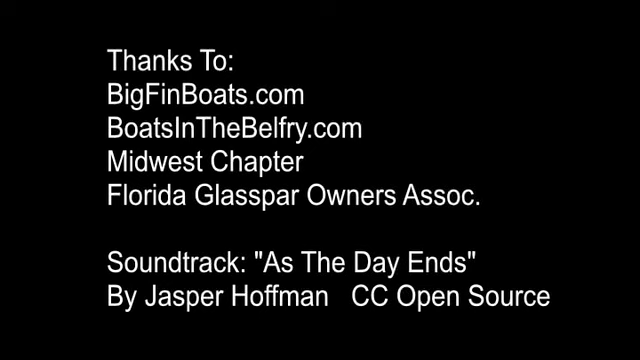 Thanks To:
BigFinBoats.com
BoatsInTheBelfry.com
Midwest Chapter
Florida Glasspar Owners Assoc.
Soundtrack: "As The Day Ends"
By Jasper Hoffman CC Open Source